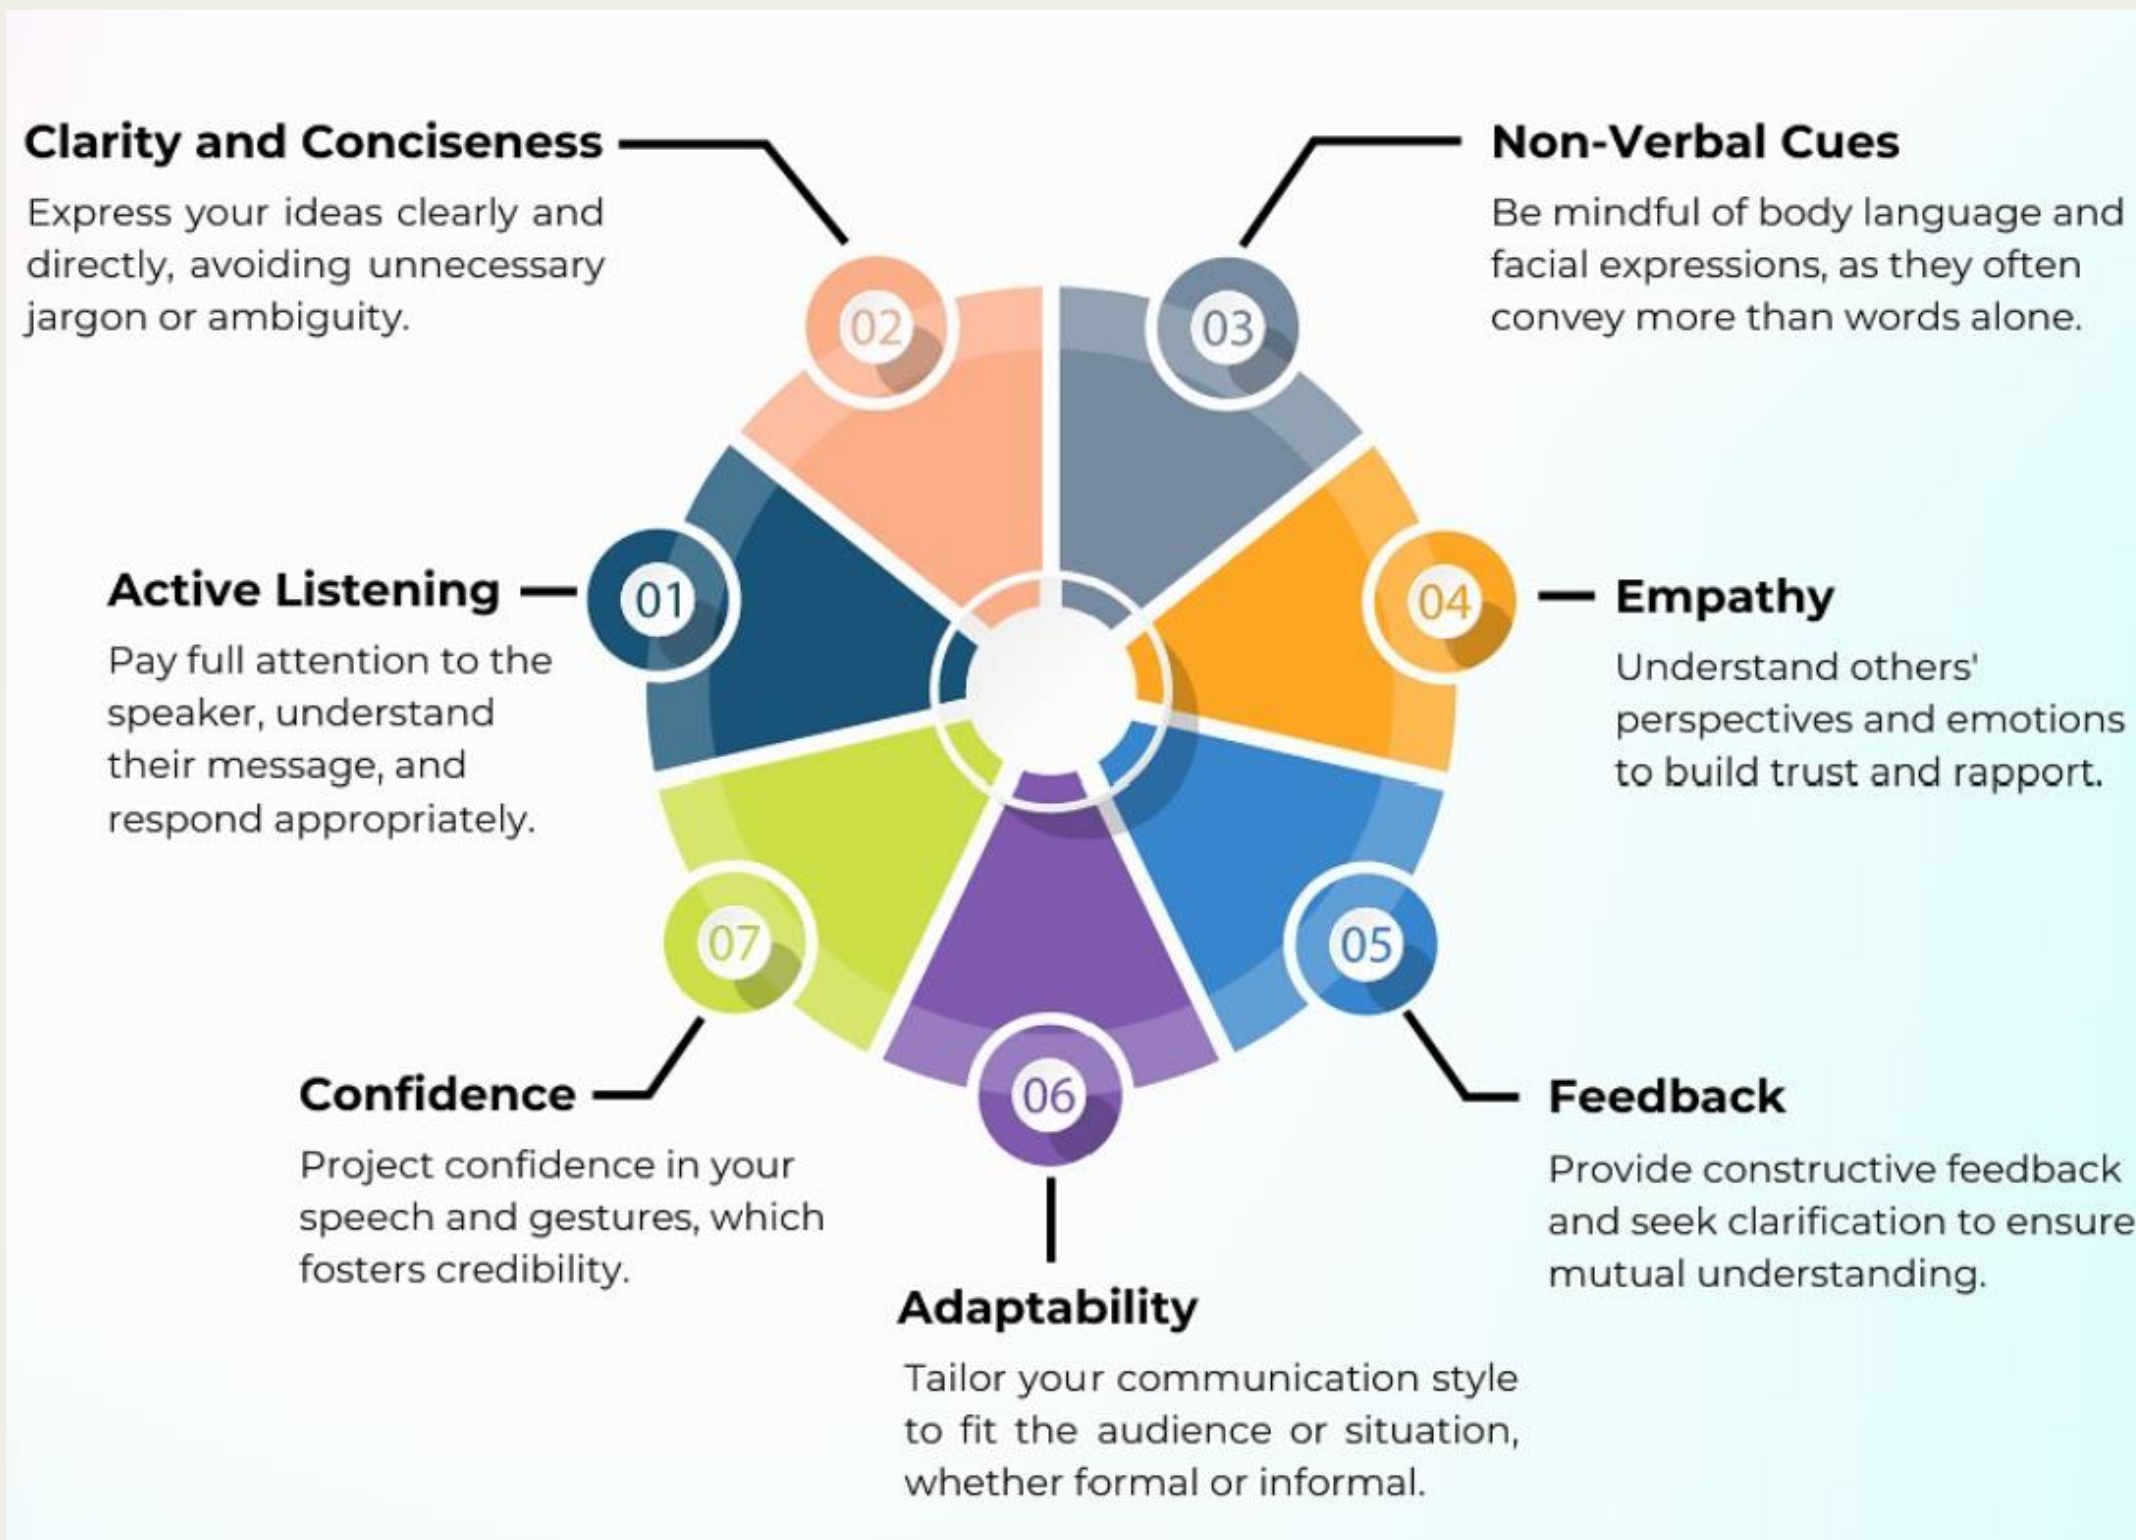 Clarity and Conciseness
Express your ideas clearly and
directly, avoiding unnecessary
jargon or ambiguity.
02
Non-Verbal Cues
Be mindful of body language and
facial expressions, as they often
convey more than words alone.
03
Active Listening
Pay full attention to the
speaker, understand
their message, and
respond appropriately.
01
04
Empathy
Understand others'
perspectives and emotions
to build trust and rapport.
07
Confidence
Project confidence in your
speech and gestures, which
fosters credibility.
06
Adaptability
Tailor your communication style
to fit the audience or situation,
whether formal or informal.
05
Feedback
Provide constructive feedback
and seek clarification to ensure
mutual understanding.